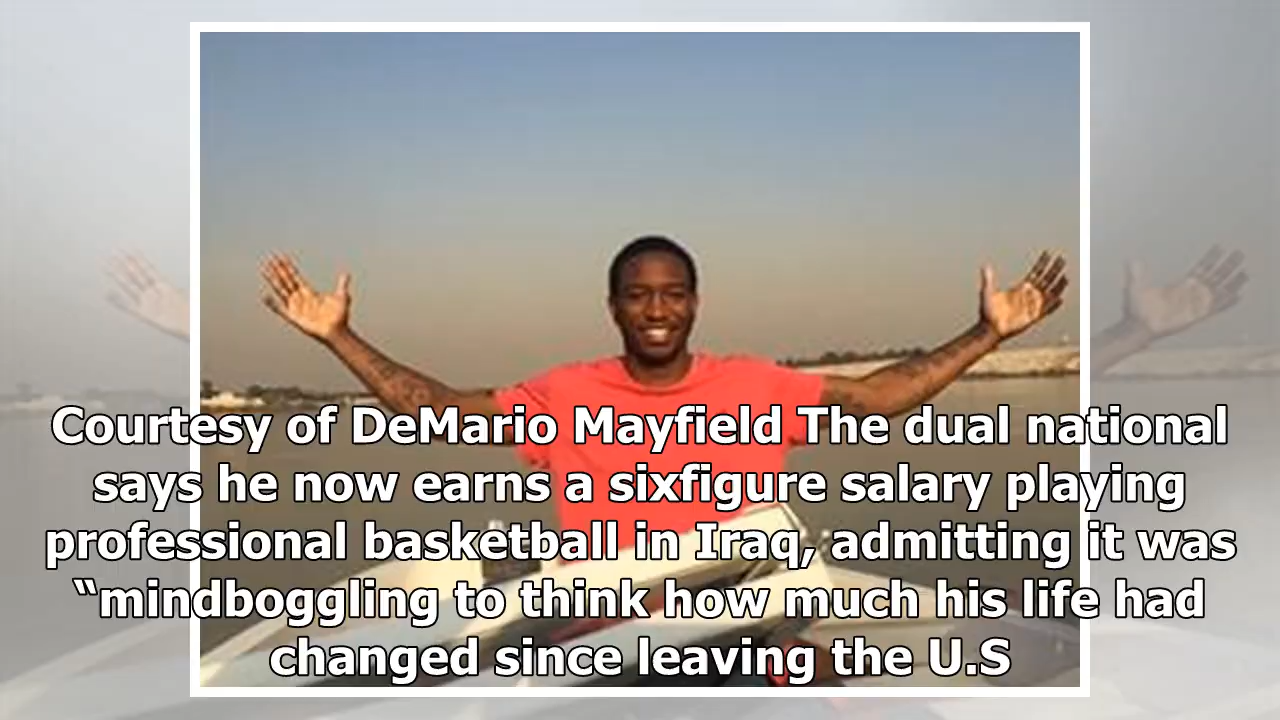 Courtesy of DeMario Mayfield The dual national
says he now earns a sixfigure salary playing
professional basketball in Iraq, admitting it was
“mindboggling to think how much his life had
changed since leaving the U.S